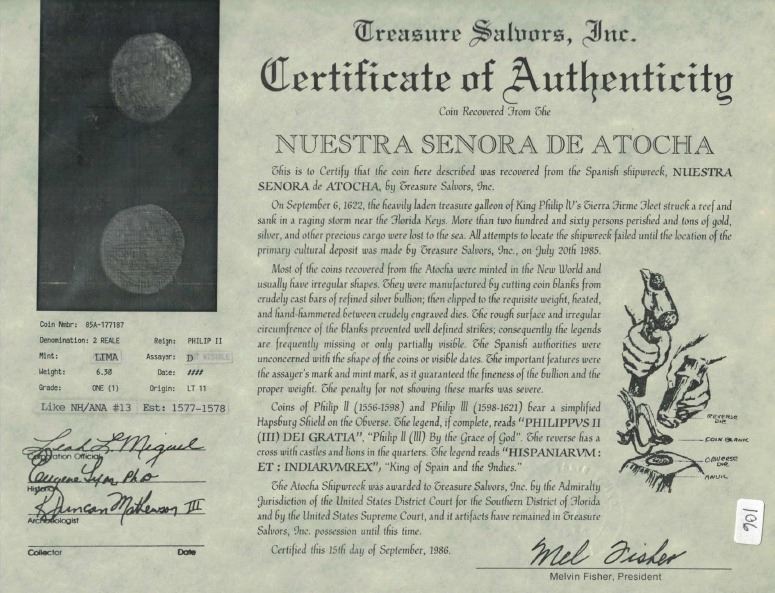 Treasure Salvors, Inc.
Certificate of Authenticity
Coin Recovered From The
NUESTRA SENORA DE ATOCHA
This is to Certify that the coin here described was recovered from the Spanish shipwreck, NUESTRA
SENORA de ATOCHA, by Treasure Salvors, Inc.
On September 6, 1622, the heavily laden treasure galleon of King Philip IV's Tierra Firme Fleet struck a reef and
sank in a raging storm near the Florida Keys. More than two hundred and sixty persons perished and tons of gold,
silver, and other precious cargo were lost to the sea. All attempts to locate the shipwreck failed until the location of the
primary cultural deposit was made by Treasure Salvors, Inc., on July 20th 1985.
Most of the coins recovered from the Atocha were minted in the New World and
usually have irregular shapes. They were manufactured by cutting coin blanks from
crudely cast bars of refined silver bullion; then clipped to the requisite weight, heated,
and hand-hammered between crudely engraved dies. The rough surface and irregular
circumfrence of the blanks prevented well defined strikes; consequently the legends
are frequently missing or only partially visible. The Spanish authorities were
unconcerned with the shape of the coins or visible dates. The important features were
the assayer's mark and mint mark, as it guaranteed the fineness of the bullion and the
proper weight. The penalty for not showing these marks was severe.
Coins of Philip II (1556-1598) and Philip III (1598-1621) bear a simplified
Hapsburg Shield on the Obverse. The legend, if complete, reads "PHILIPPVS II
(III) DEI GRATIA", "Philip II (III) By the Grace of God". The reverse has a
cross with castles and lions in the quarters. The legend reads "HISPANIARVM :
ET : INDIARVMREX", "King of Spain and the Indies."
The Atocha Shipwreck was awarded to Treasure Salvors, Inc. by the Admiralty
Jurisdiction of the United States District Court for the Southern District of Florida
and by the United States Supreme Court, and it artifacts have remained in Treasure
Salvors, Inc. possession until this time.
Certified this 15th day of September, 1986.
Mel Fisher
Melvin Fisher, President
REVERSE DIE
COIN BLANK
OBVERSE DIE
ANVIL
106
Coin Nmbr: 85A-177187
Denomination: 2 REALE Reign: PHILIP II
Mint: LIMA Assayer: D
Weight: 6.30 Date: ####
Grade: ONE (1) Origin: LT 11
Like NH/ANA #13 Est: 1577-1578
Leah L Miguel
Corporation Official
Eugene Lyon PhD
Historian
R Duncan Mathewson III
Archeologist
Collector Date